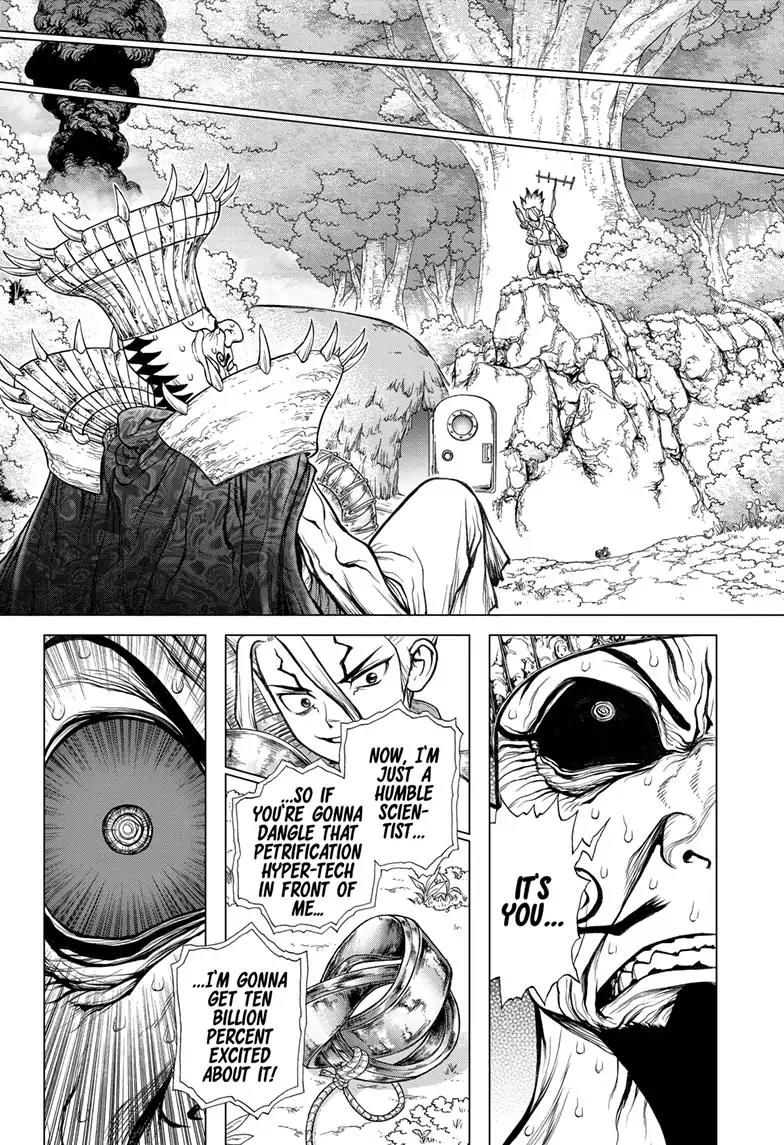 IT'S
YOU...
NOW, I'M
JUST A
HUMBLE
SCIEN-
TIST...
...SO IF
YOU'RE GONNA
DANGLE THAT
PETRIFICATION
HYPER-TECH
IN FRONT OF
ME...
...I'M GONNA
GET TEN
BILLION
PERCENT
EXCITED
ABOUT IT!